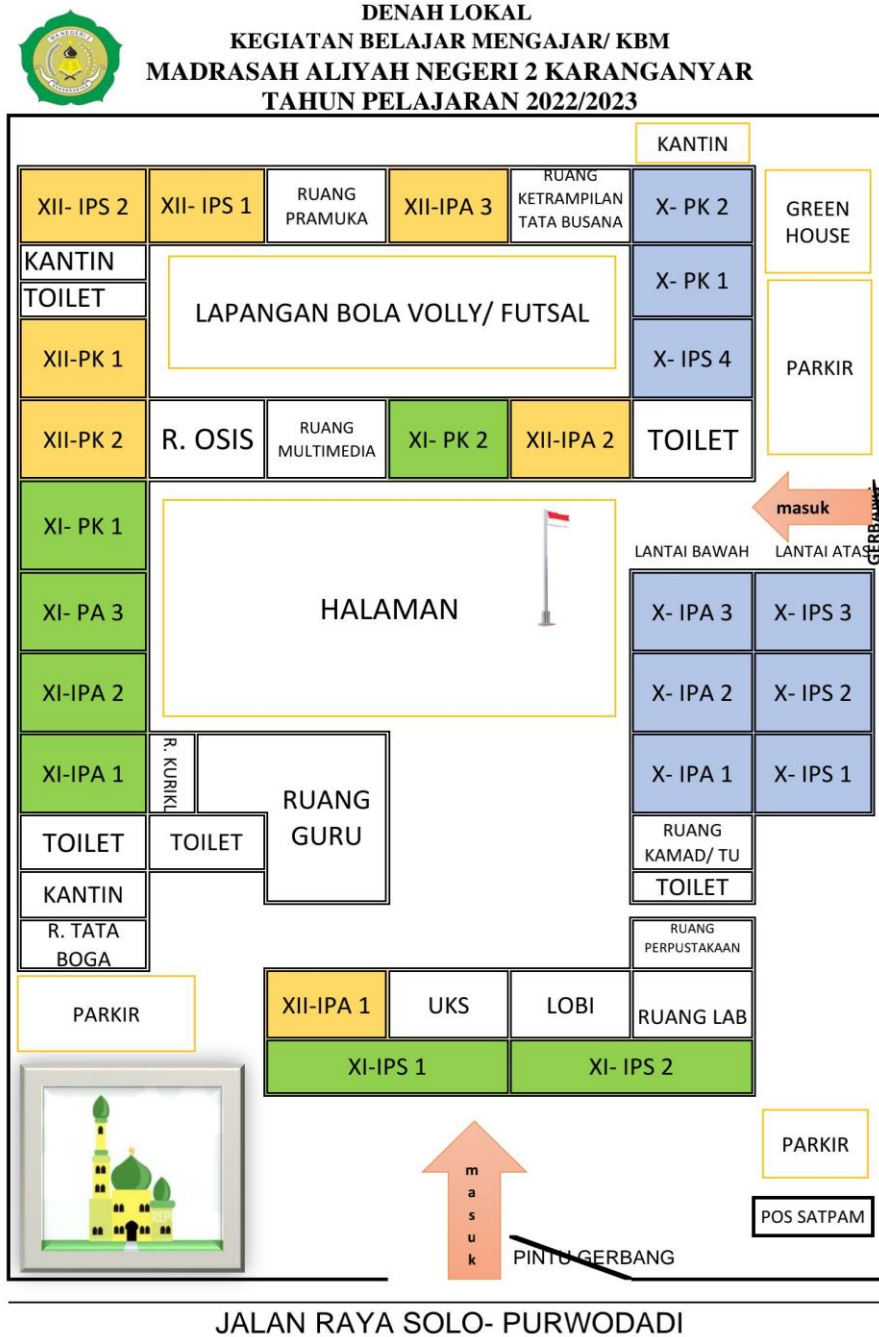 DENAH LOKAL
KEGIATAN BELAJAR MENGAJAR/ KBM
MADRASAH ALIYAH NEGERI 2 KARANGANYAR
TAHUN PELAJARAN 2022/2023
MA NEGERI 2
KARANGANYAR
KANTIN
XII- IPS 2
XII- IPS 1
RUANG
PRAMUKA
XII-IPA 3
RUANG
KETRAMPILAN
TATA BUSANA
X- PK 2
GREEN
HOUSE
KANTIN
TOILET
LAPANGAN BOLA VOLLY/ FUTSAL
X- PK 1
XII-PK 1
X- IPS 4
PARKIR
XII-PK 2
R. OSIS
RUANG
MULTIMEDIA
XI- PK 2
XII-IPA 2
TOILET
XI- PK 1
masuk
GERBANG
LANTAI BAWAH
LANTAI ATAS
XI- PA 3
HALAMAN
X- IPA 3
X- IPS 3
XI-IPA 2
X- IPA 2
X- IPS 2
XI-IPA 1
R. KURIKL
RUANG
GURU
X- IPA 1
X- IPS 1
TOILET
TOILET
RUANG
KAMAD/ TU
KANTIN
TOILET
R. TATA
BOGA
RUANG
PERPUSTAKAAN
PARKIR
XII-IPA 1
UKS
LOBI
RUANG LAB
XI-IPS 1
XI- IPS 2
PARKIR
masuk
POS SATPAM
PINTU GERBANG
JALAN RAYA SOLO- PURWODADI